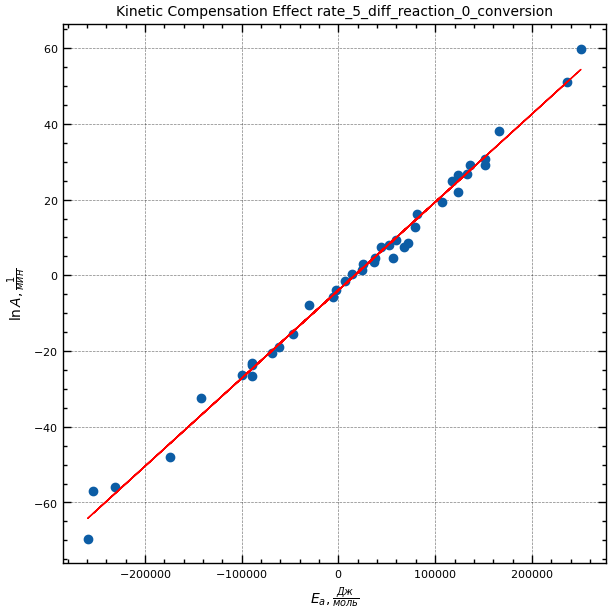 Kinetic Compensation Effect rate_5_diff_reaction_0_conversion
60
40
20
0
−20
−40
−60
ln A, 1/мин
−200000 −100000 0 100000 200000
E_a, Дж/моль